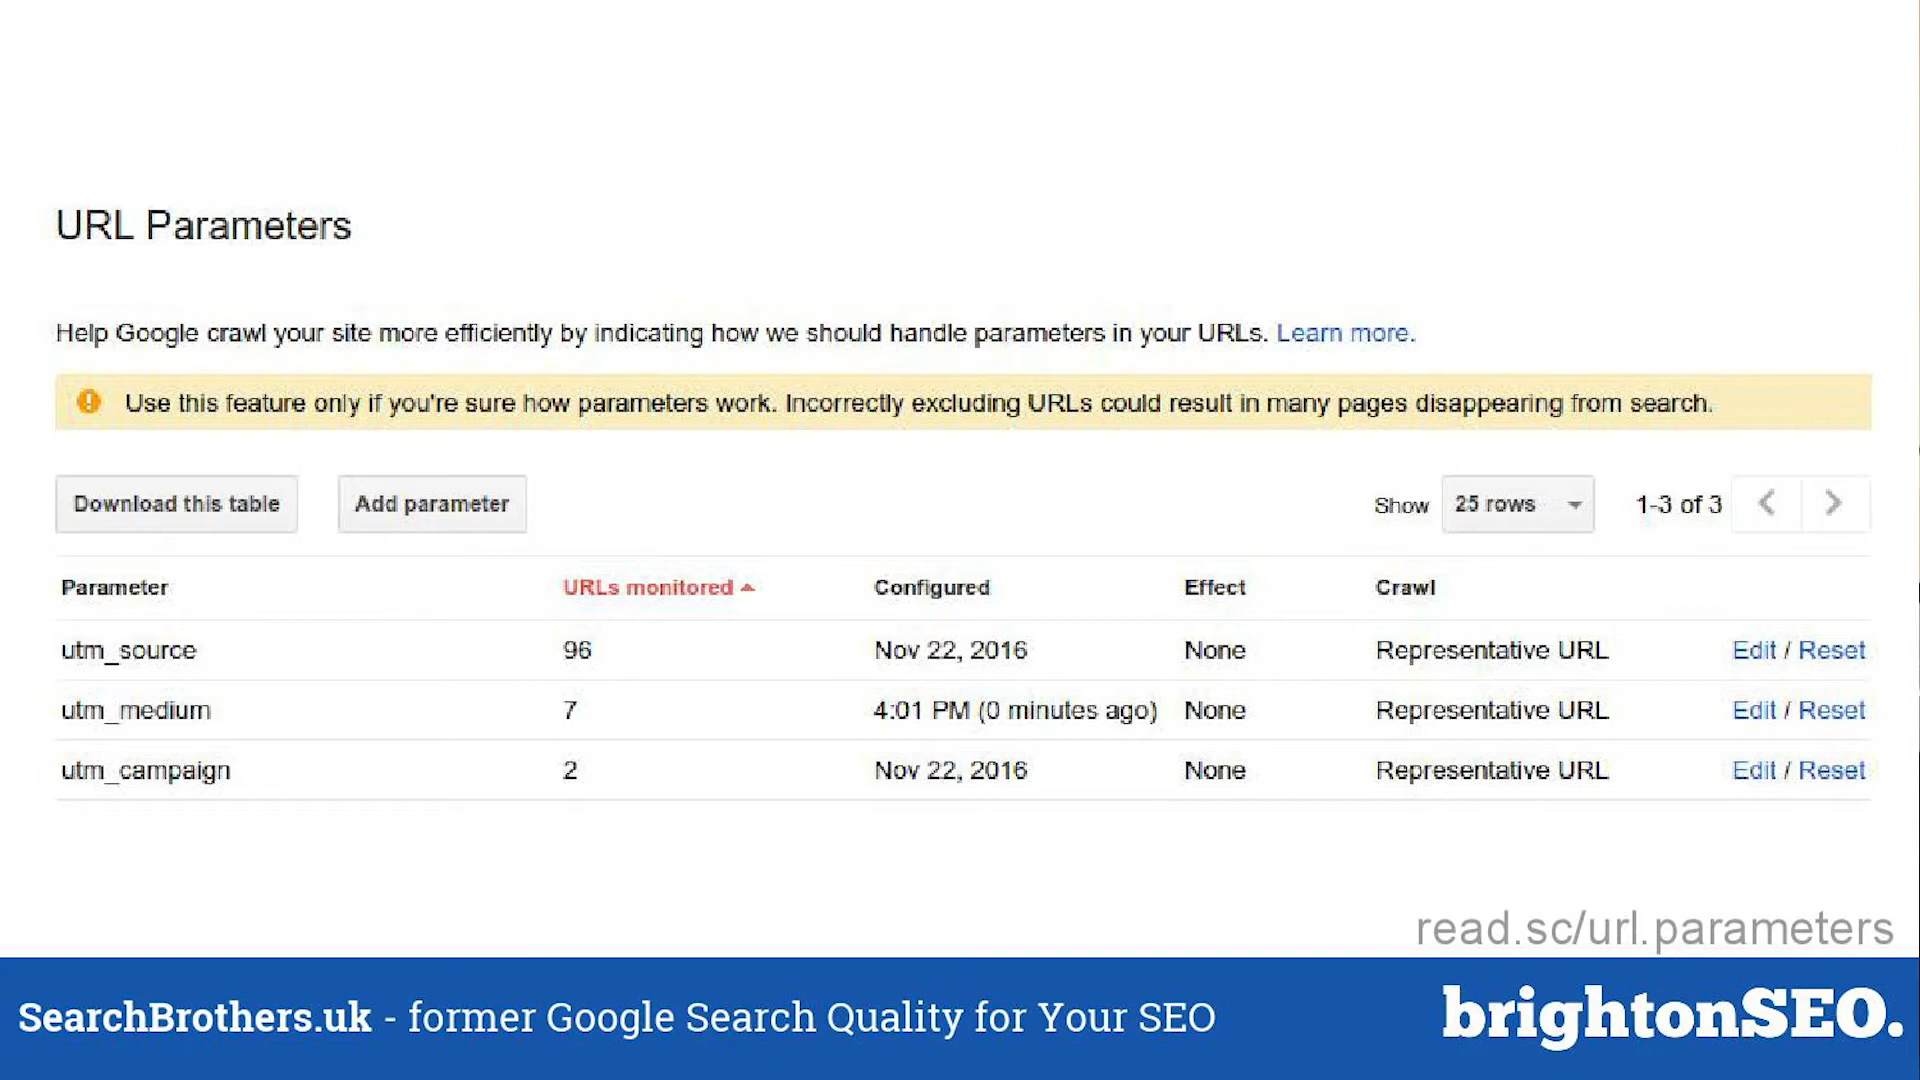 URL Parameters
Help Google crawl your site more efficiently by indicating how we should handle parameters in your URLs. Learn more.
Use this feature only if you're sure how parameters work. Incorrectly excluding URLs could result in many pages disappearing from search.
Download this table Add parameter Show 25 rows 1-3 of 3
Parameter URLs monitored Configured Effect Crawl
utm_source 96 Nov 22, 2016 None Representative URL Edit / Reset
utm_medium 7 4:01 PM (0 minutes ago) None Representative URL Edit / Reset
utm_campaign 2 Nov 22, 2016 None Representative URL Edit / Reset
read.sc/url.parameters
SearchBrothers.uk - former Google Search Quality for Your SEO brightonSEO.